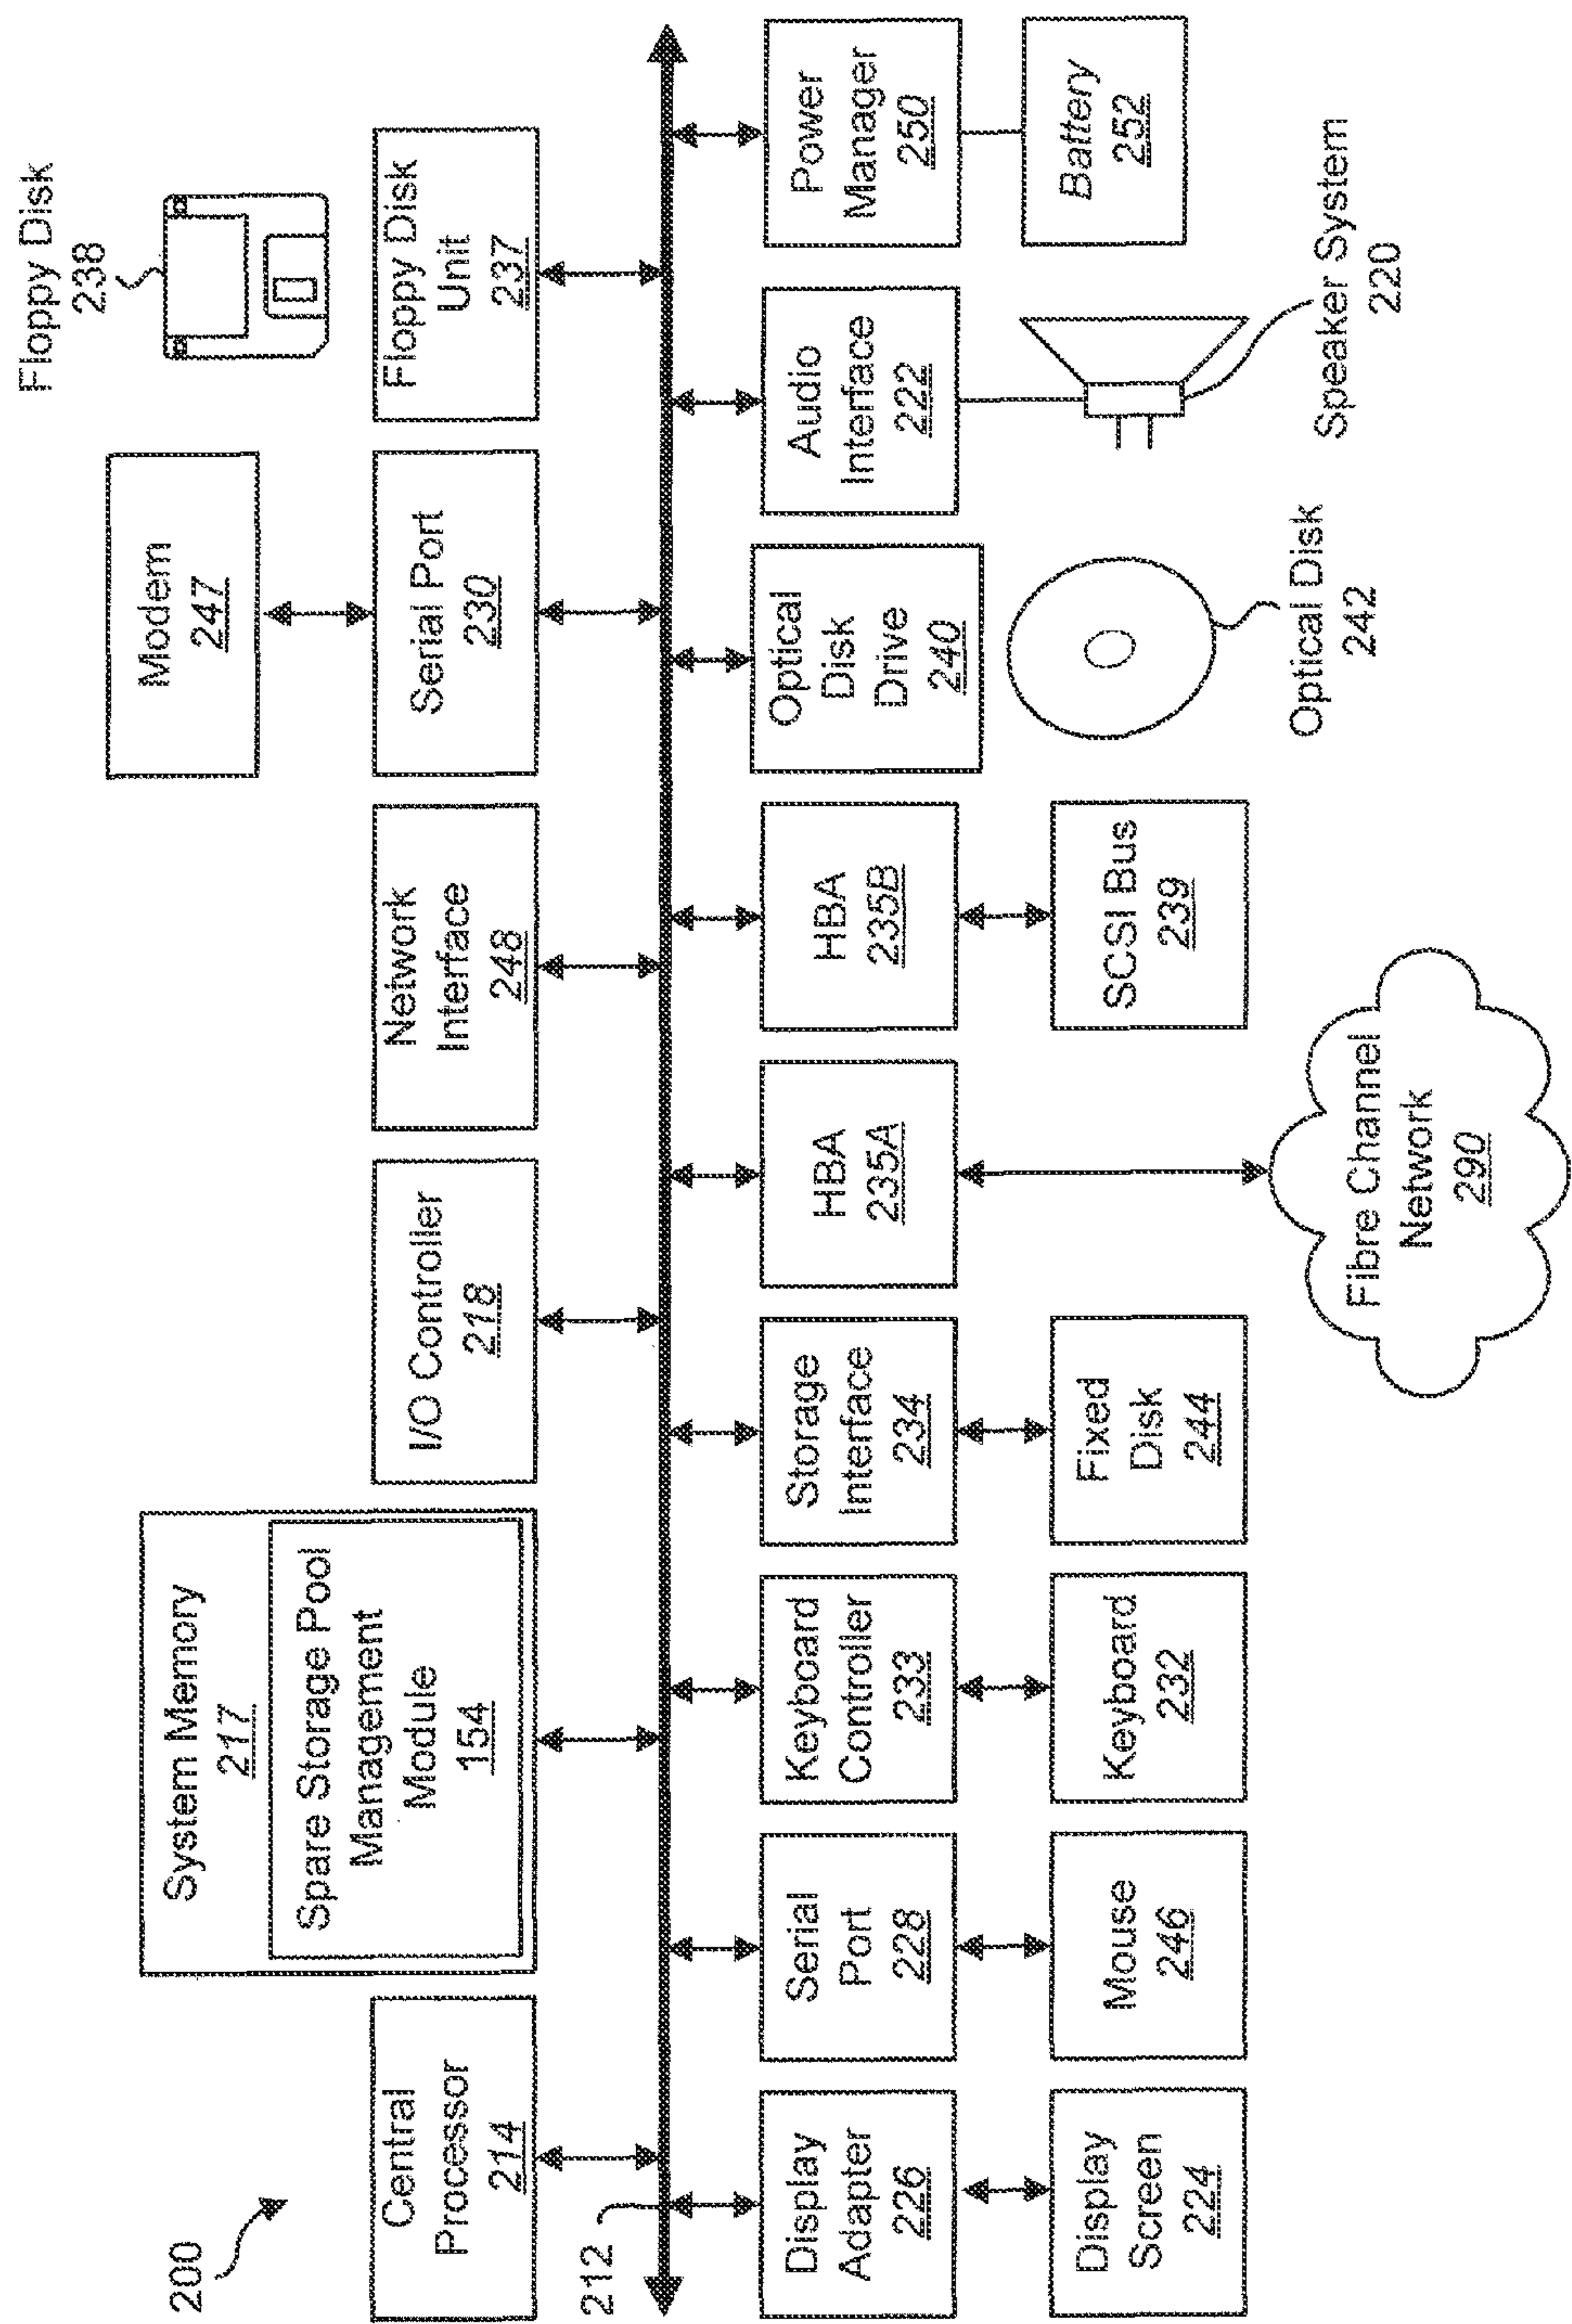 200
Central
Processor
214
System Memory
217
Spare Storage Pool
Management
Module
154
I/O Controller
218
Network
Interface
248
Modem
247
Serial Port
230
Floppy Disk
238
Floppy Disk
Unit
237
212
Display
Adapter
226
Serial
Port
228
Keyboard
Controller
233
Storage
Interface
234
HBA
235A
HBA
235B
Optical
Disk
Drive
240
Audio
Interface
222
Power
Manager
250
Display
Screen
224
Mouse
246
Keyboard
232
Fixed
Disk
244
Fibre Channel
Network
290
SCSI Bus
239
Optical Disk
242
Speaker System
220
Battery
252